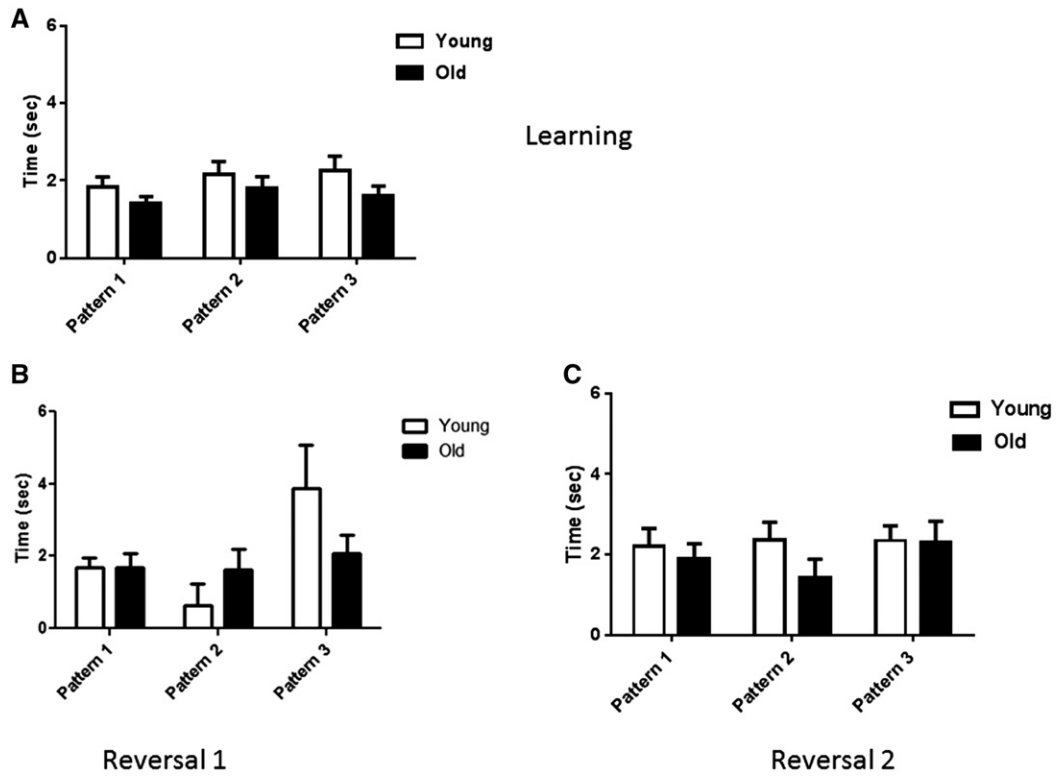 A
6
4
2
0
Time (sec)
Young
Old
Pattern 1
Pattern 2
Pattern 3
Learning
B
6
4
2
0
Time (sec)
Young
Old
Pattern 1
Pattern 2
Pattern 3
Reversal 1
C
6
4
2
0
Time (sec)
Young
Old
Pattern 1
Pattern 2
Pattern 3
Reversal 2